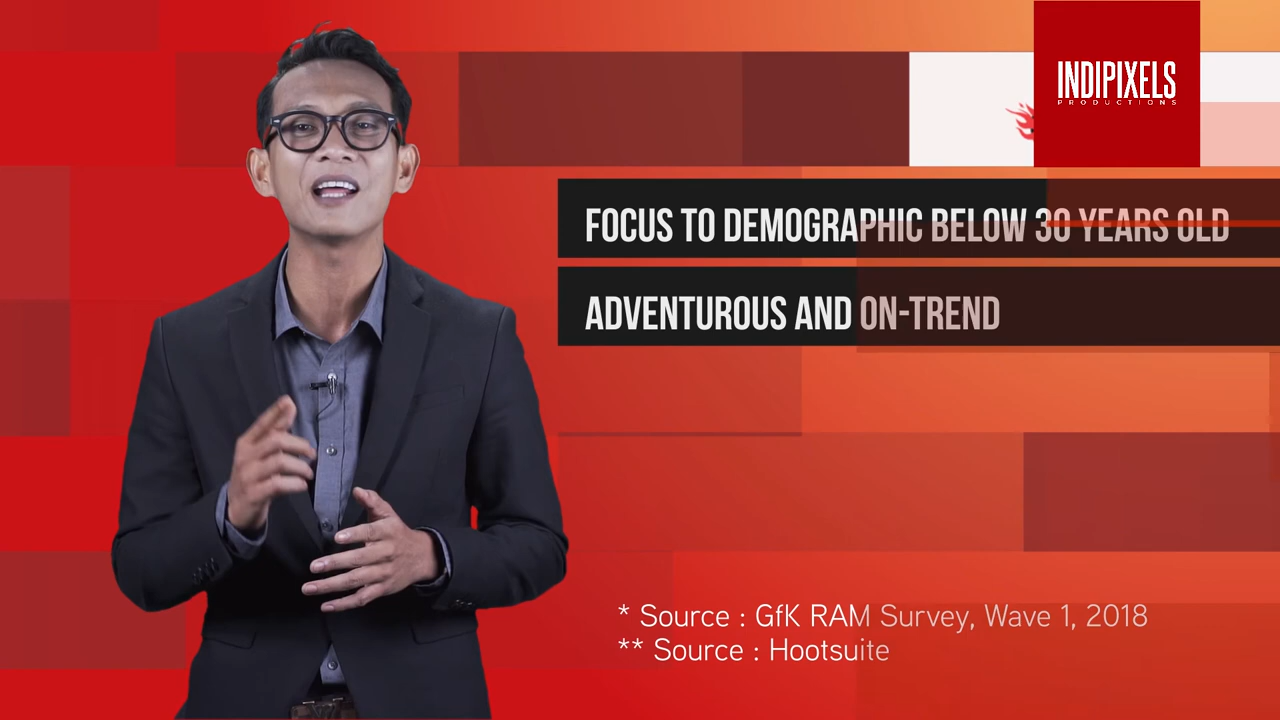 INDIPIXELS
PRODUCTIONS
FOCUS TO DEMOGRAPHIC BELOW 30 YEARS OLD
ADVENTUROUS AND ON-TREND
* Source : GfK RAM Survey, Wave 1, 2018
** Source : Hootsuite